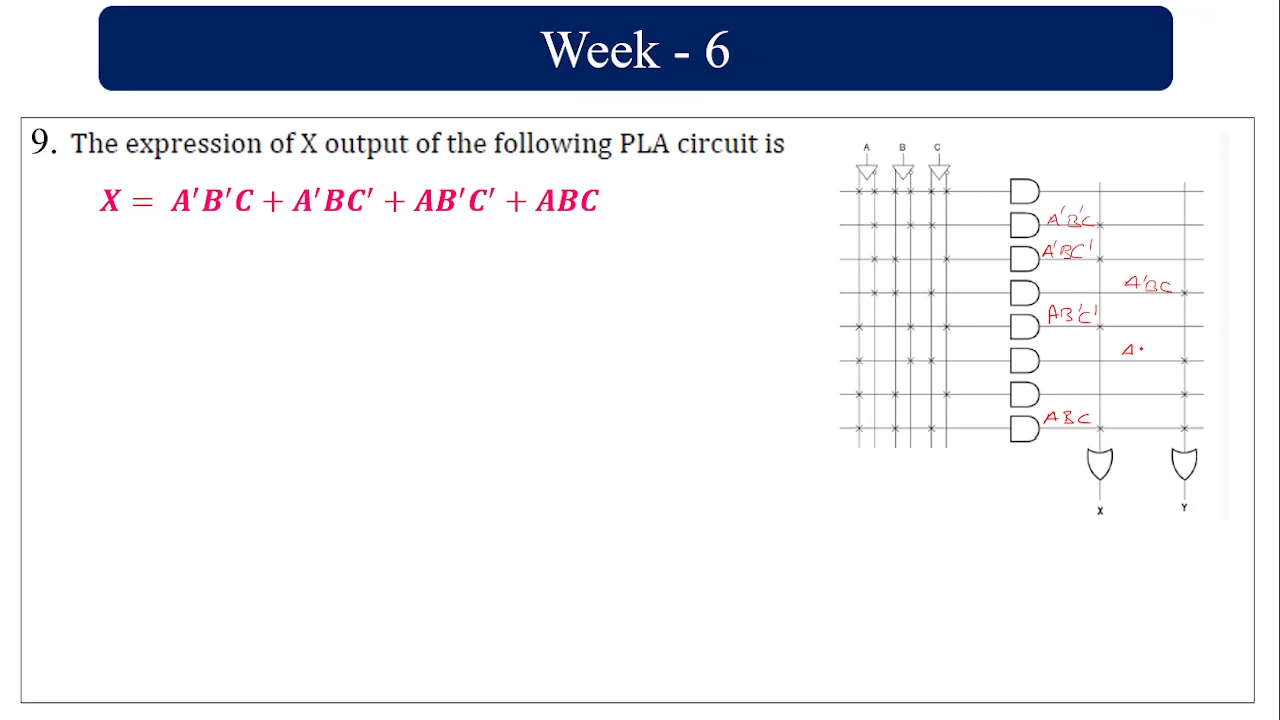 Week - 6
9. The expression of X output of the following PLA circuit is
X = A'B'C + A'BC' + AB'C' + ABC
A B C
A'B'C
A'BC'
A'BC
AB'C'
A
ABC
X Y